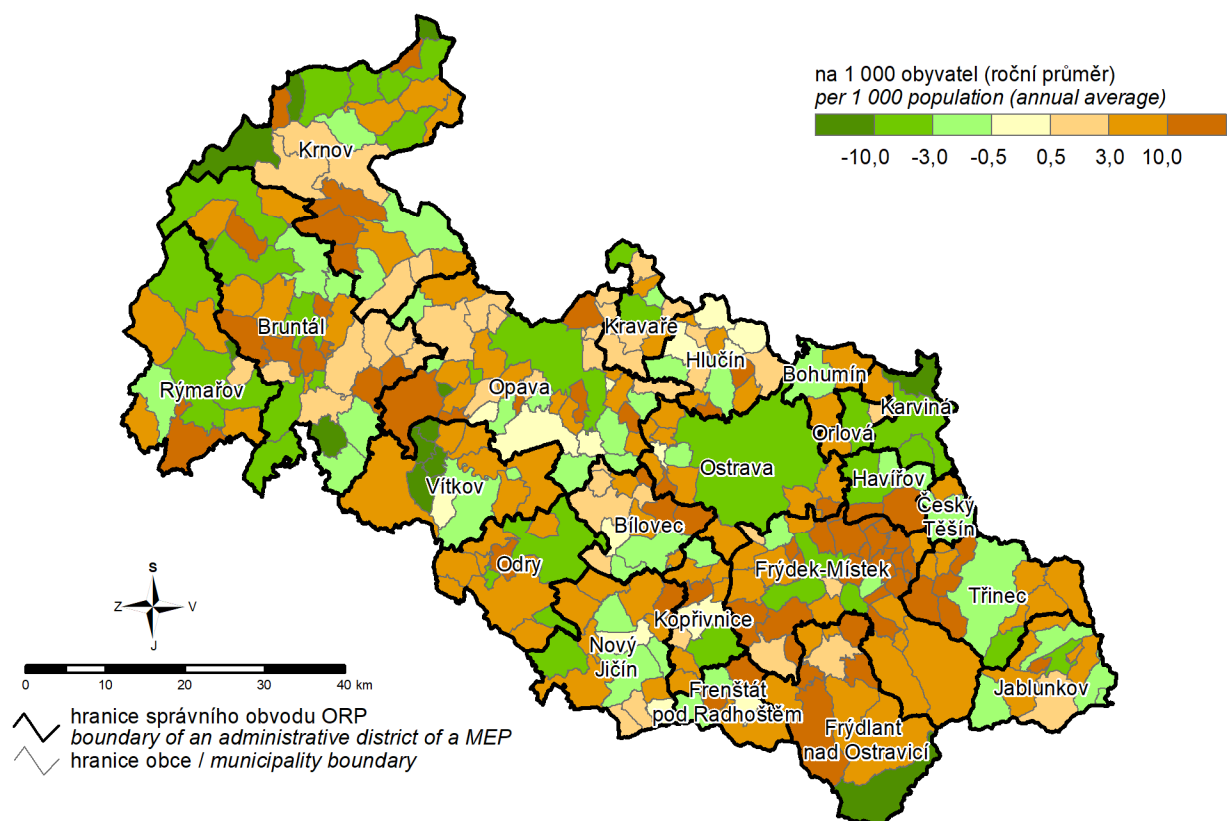 na 1 000 obyvatel (roční průměr)
per 1 000 population (annual average)
-10,0 -3,0 -0,5 0,5 3,0 10,0
Krnov
Bruntál
Kravaře
Hlučín
Bohumín
Rýmařov
Opava
Karviná
Orlová
Ostrava
Havířov
Vítkov
Český
Těšín
Bílovec
Odry
Frýdek-Místek
Třinec
Kopřivnice
Nový
Jičín
Jablunkov
Frenštát
pod Radhoštěm
Frýdlant
nad Ostravicí
S
Z V
J
0 10 20 30 40 km
hranice správního obvodu ORP
boundary of an administrative district of a MEP
hranice obce / municipality boundary